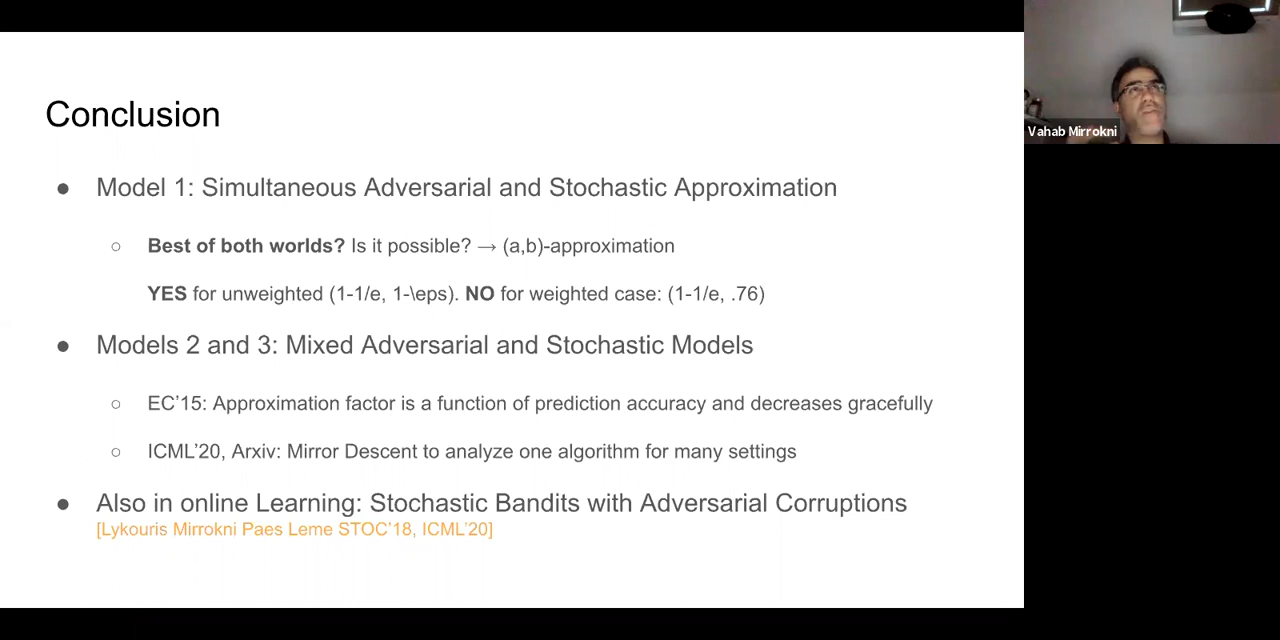 Conclusion
● Model 1: Simultaneous Adversarial and Stochastic Approximation
○ Best of both worlds? Is it possible? → (a,b)-approximation
YES for unweighted (1-1/e, 1-\eps). NO for weighted case: (1-1/e, .76)
● Models 2 and 3: Mixed Adversarial and Stochastic Models
○ EC’15: Approximation factor is a function of prediction accuracy and decreases gracefully
○ ICML’20, Arxiv: Mirror Descent to analyze one algorithm for many settings
● Also in online Learning: Stochastic Bandits with Adversarial Corruptions
[Lykouris Mirrokni Paes Leme STOC’18, ICML’20]
Vahab Mirrokni